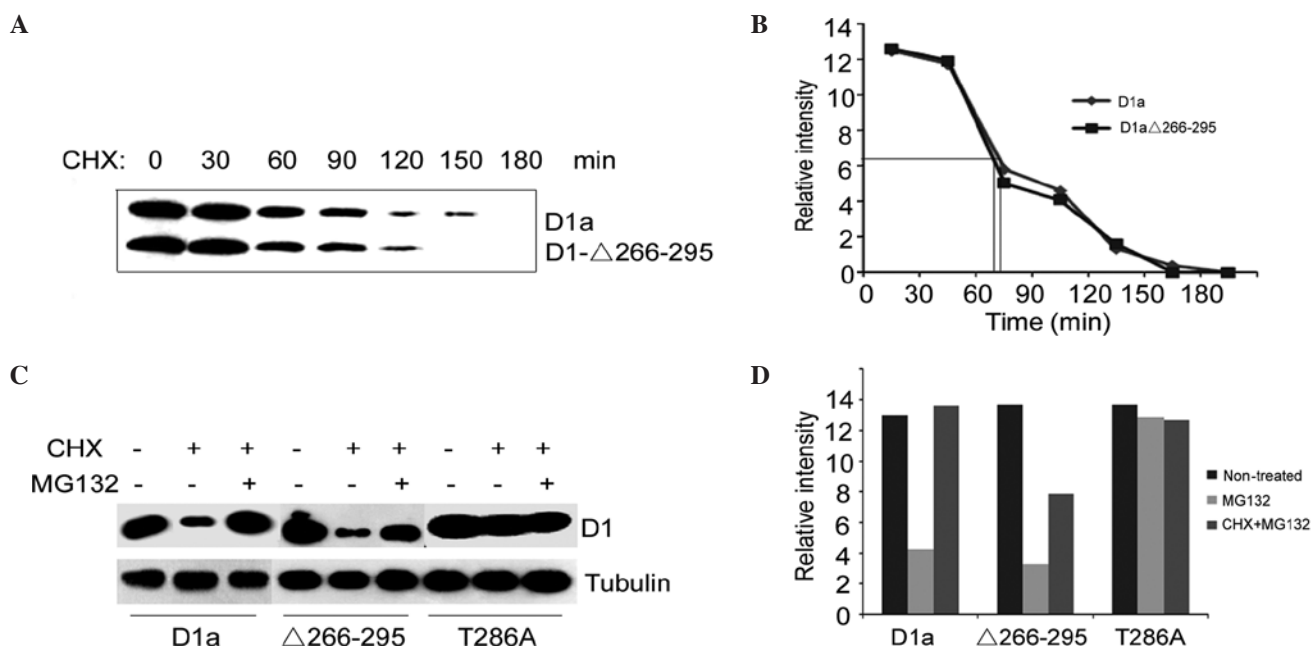 A
CHX: 0 30 60 90 120 150 180 min
D1a
D1-△266-295
B
14
12
10
8
6
4
2
0
Relative intensity
D1a
D1a△266-295
0 30 60 90 120 150 180
Time (min)
C
CHX - + + - + + - + +
MG132 - - + - - + - - +
D1
Tubulin
D1a △266-295 T286A
D
14
12
10
8
6
4
2
0
Relative intensity
Non-treated
MG132
CHX+MG132
D1a △266-295 T286A